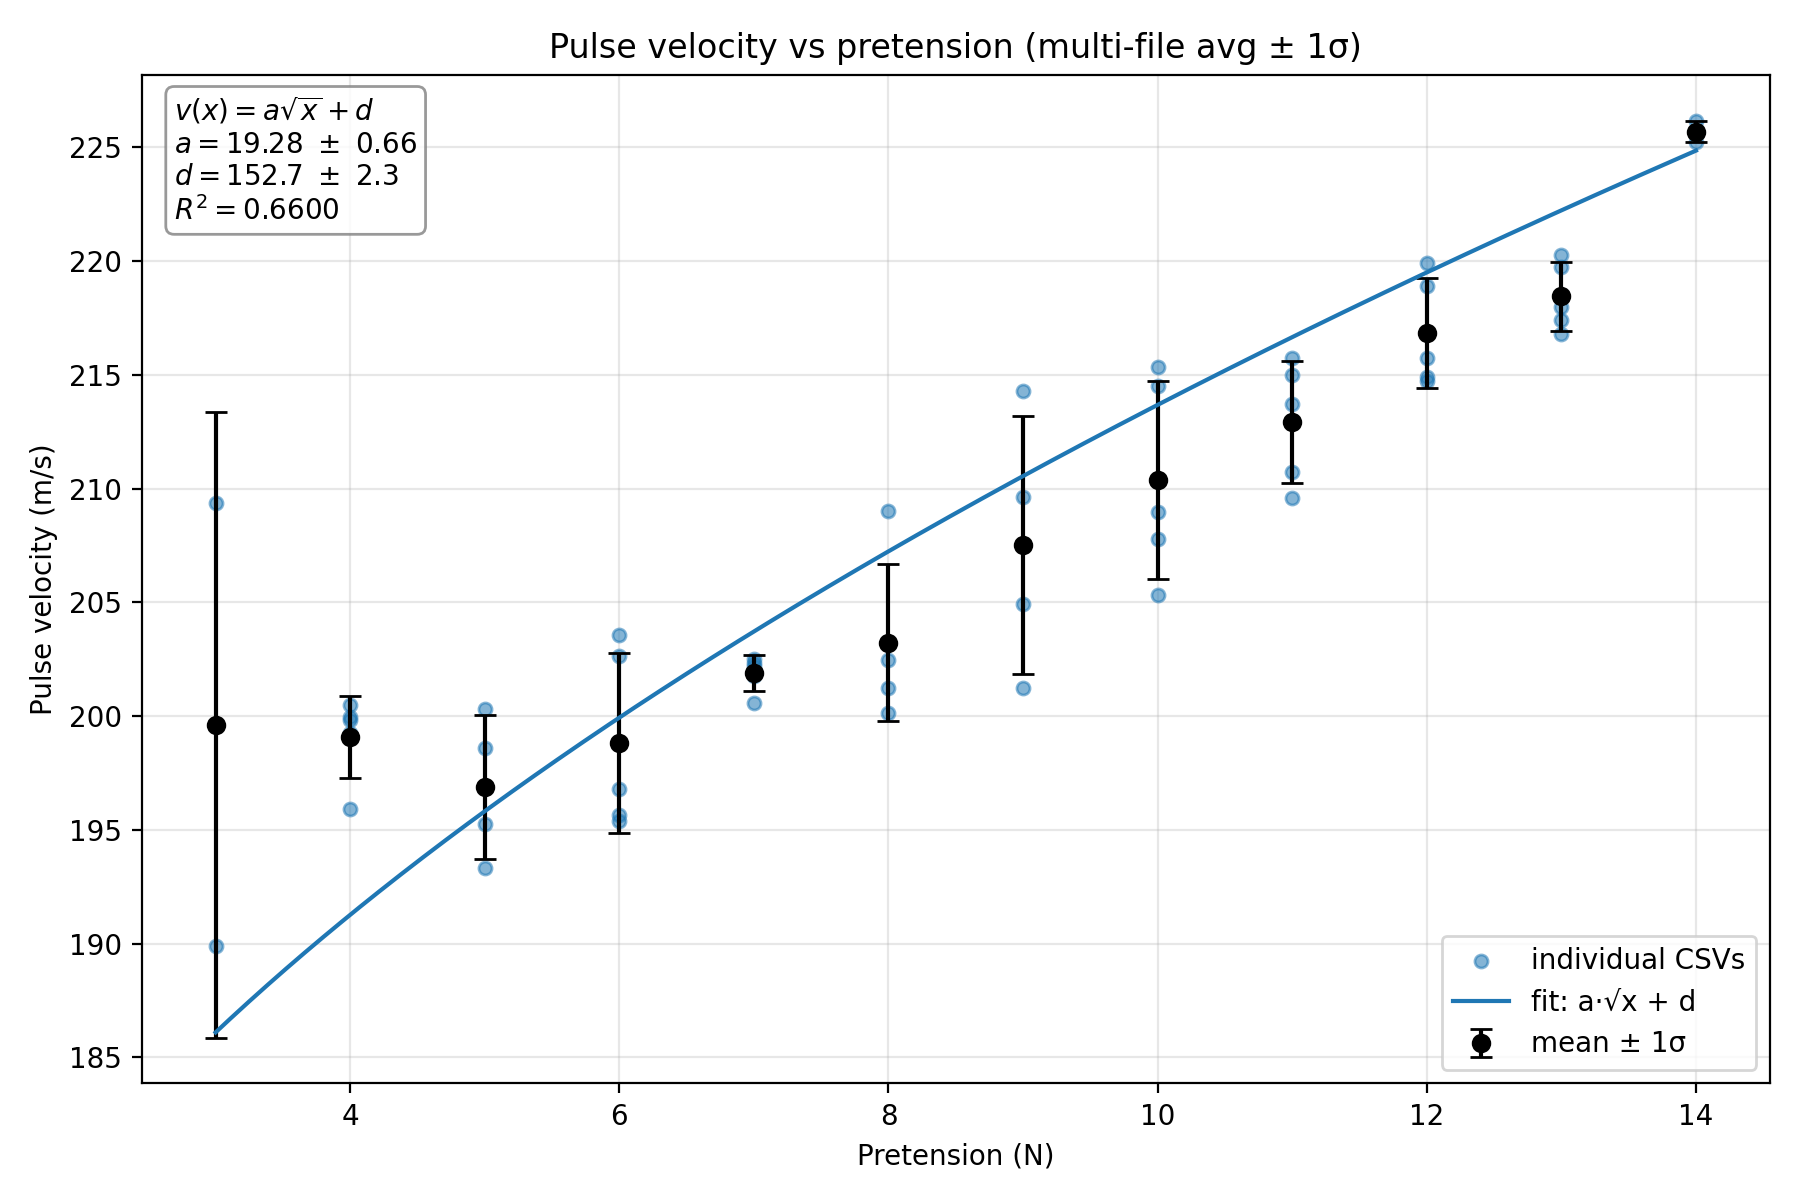 Pulse velocity vs pretension (multi-file avg ± 1σ)
v(x) = a√x + d
a = 19.28 ± 0.66
d = 152.7 ± 2.3
R² = 0.6600
225
220
215
210
205
200
195
190
185
Pulse velocity (m/s)
individual CSVs
fit: a·√x + d
mean ± 1σ
4 6 8 10 12 14
Pretension (N)